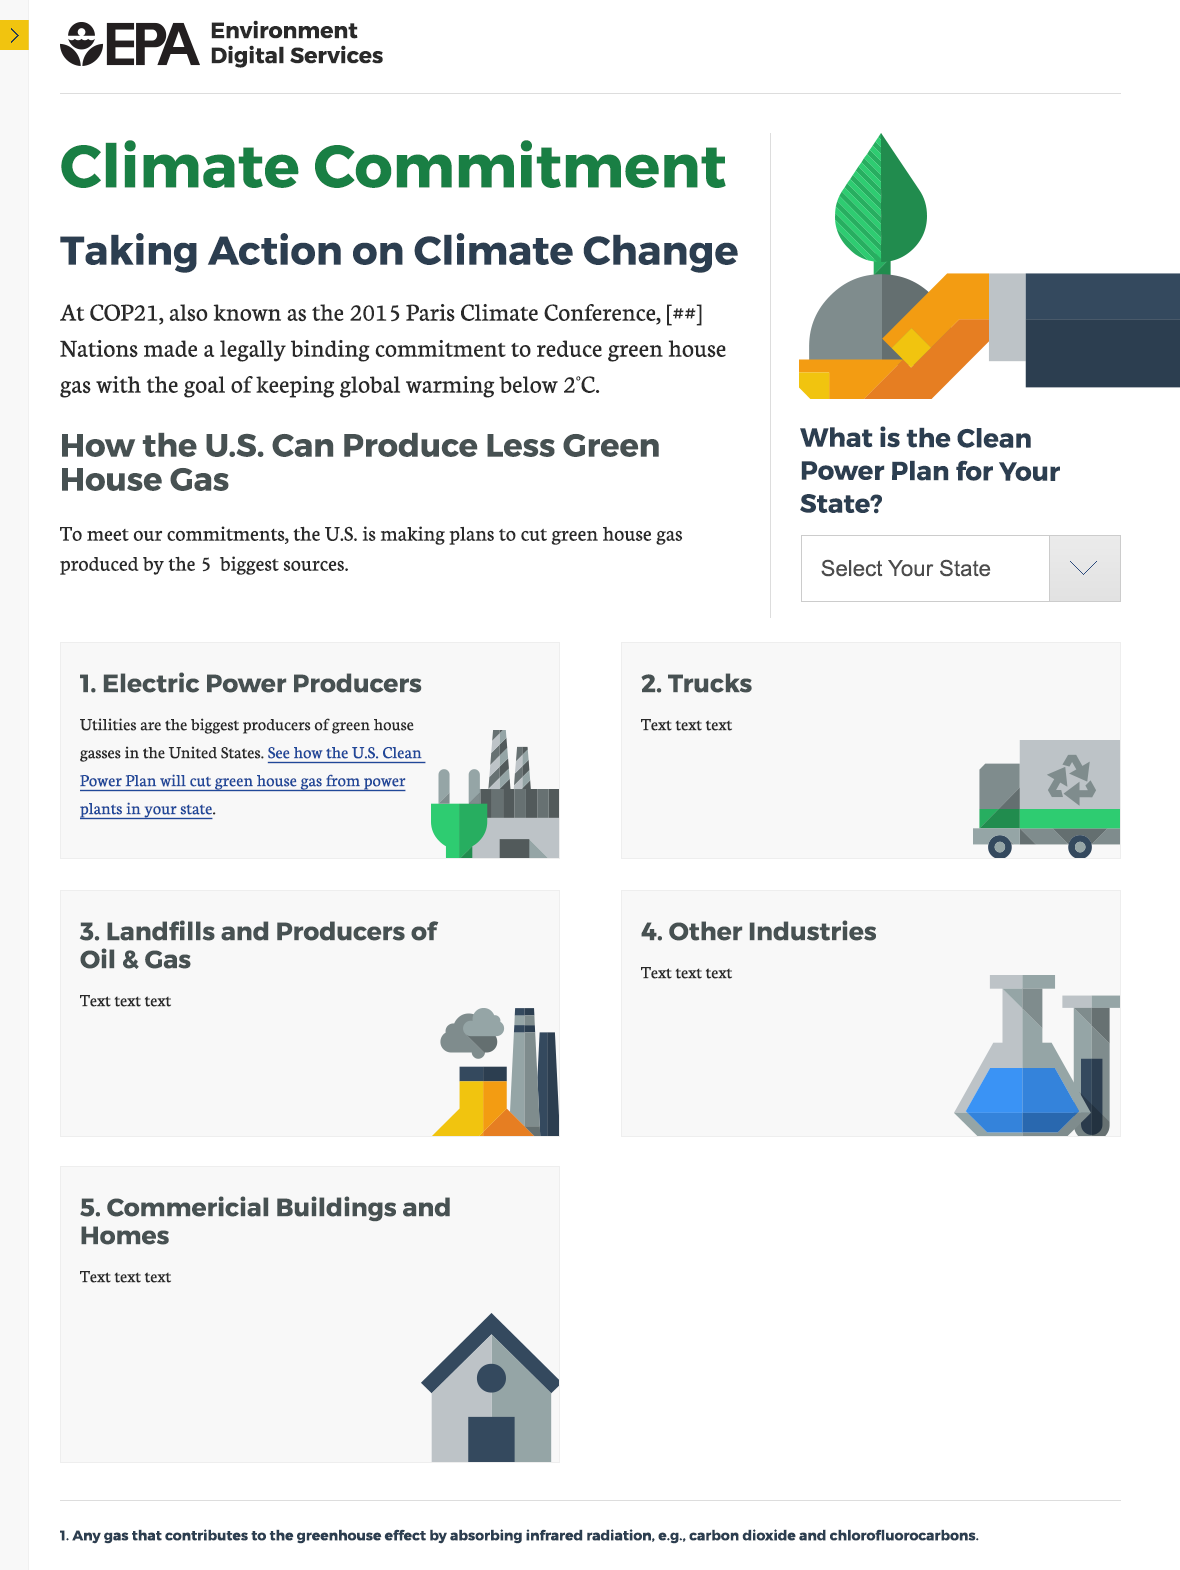 EPA Environment
Digital Services
Climate Commitment
Taking Action on Climate Change
At COP21, also known as the 2015 Paris Climate Conference, [##]
Nations made a legally binding commitment to reduce green house
gas with the goal of keeping global warming below 2°C.
How the U.S. Can Produce Less Green
House Gas
To meet our commitments, the U.S. is making plans to cut green house gas
produced by the 5 biggest sources.
What is the Clean
Power Plan for Your
State?
Select Your State
1. Electric Power Producers
Utilities are the biggest producers of green house
gasses in the United States. See how the U.S. Clean
Power Plan will cut green house gas from power
plants in your state.
2. Trucks
Text text text
3. Landfills and Producers of
Oil & Gas
Text text text
4. Other Industries
Text text text
5. Commericial Buildings and
Homes
Text text text
1. Any gas that contributes to the greenhouse effect by absorbing infrared radiation, e.g., carbon dioxide and chlorofluorocarbons.